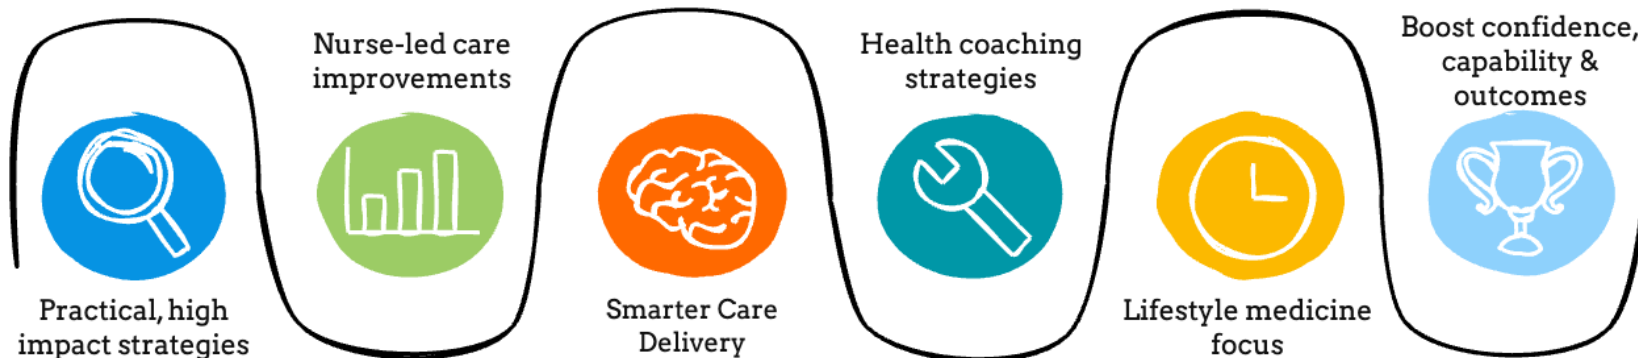 Practical, high
impact strategies
Nurse-led care
improvements
Smarter Care
Delivery
Health coaching
strategies
Lifestyle medicine
focus
Boost confidence,
capability &
outcomes